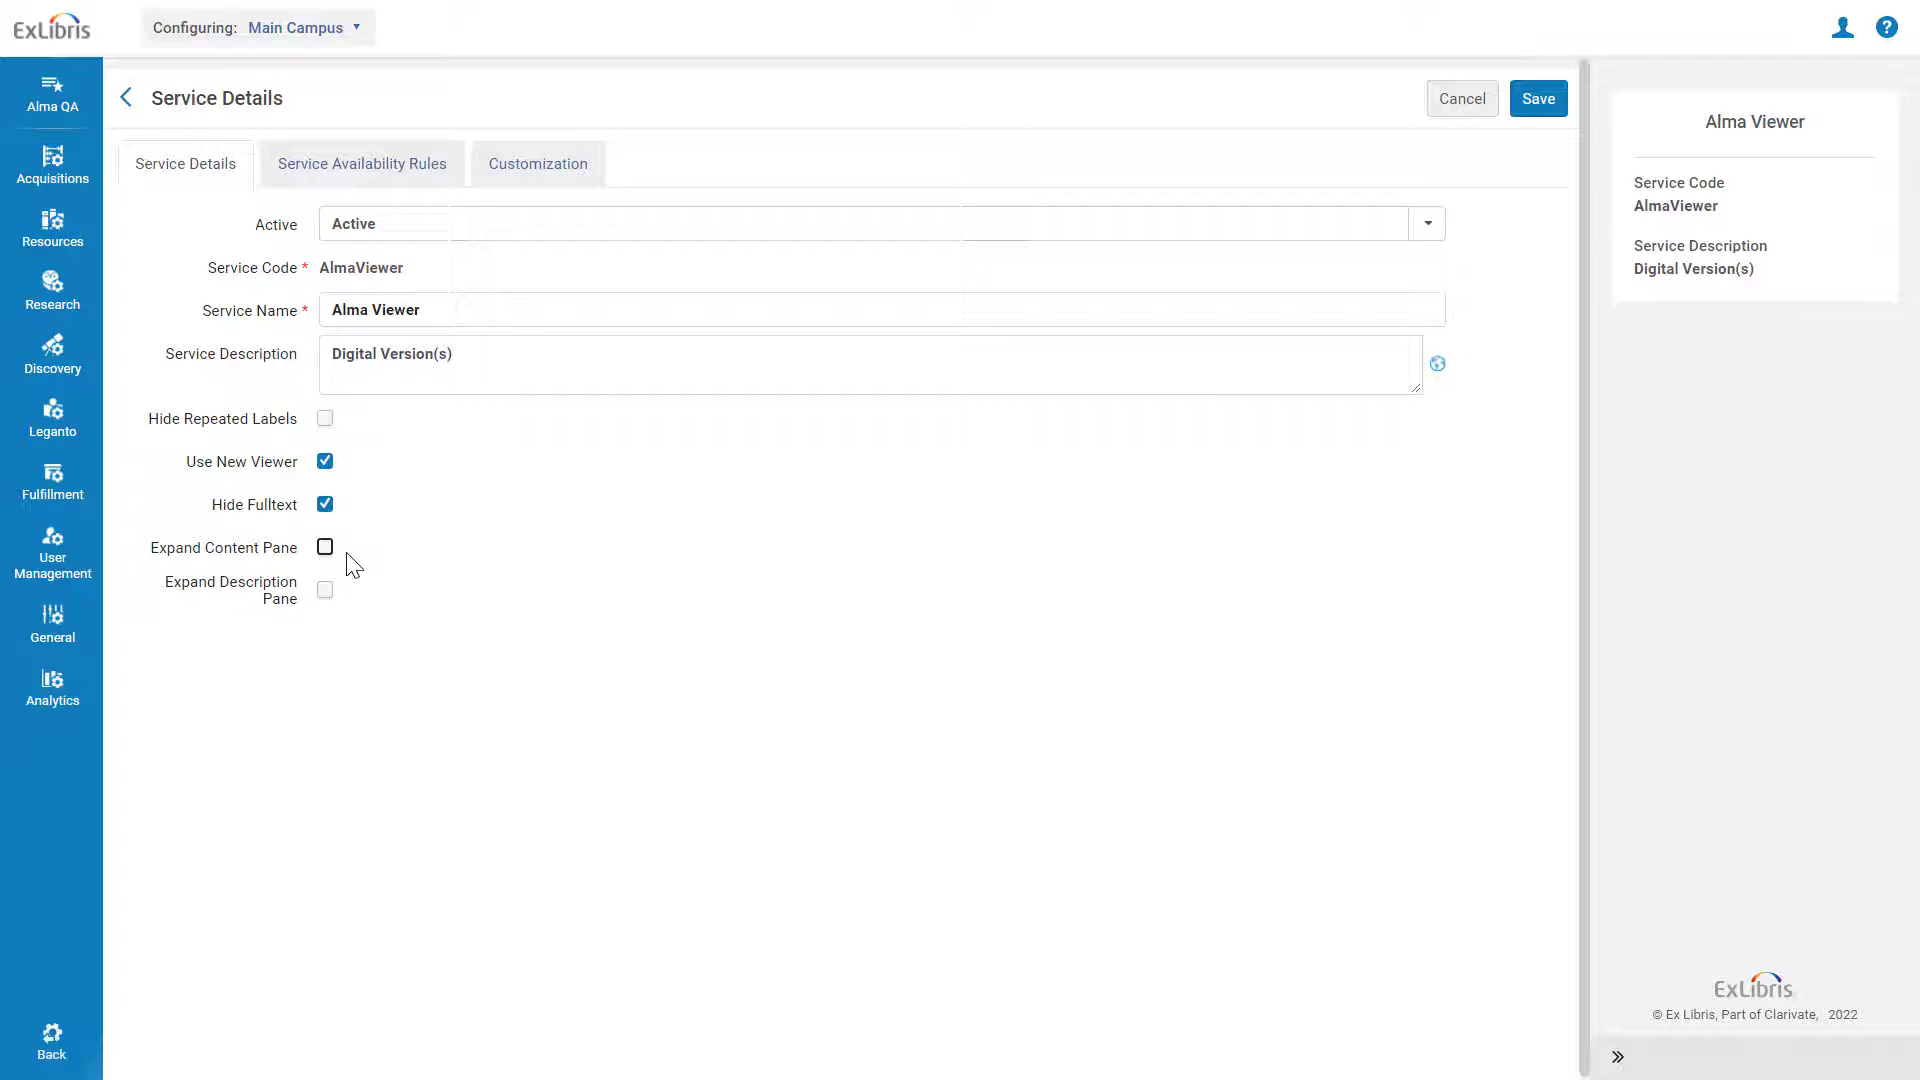 ExLibris
Configuring: Main Campus
Alma QA
Acquisitions
Resources
Research
Discovery
Leganto
Fulfillment
User
Management
General
Analytics
Back
Service Details
Cancel
Save
Service Details
Service Availability Rules
Customization
Active
Active
Service Code * AlmaViewer
Service Name * Alma Viewer
Service Description
Digital Version(s)
Hide Repeated Labels
Use New Viewer
Hide Fulltext
Expand Content Pane
Expand Description
Pane
Alma Viewer
Service Code
AlmaViewer
Service Description
Digital Version(s)
ExLibris
© Ex Libris, Part of Clarivate, 2022